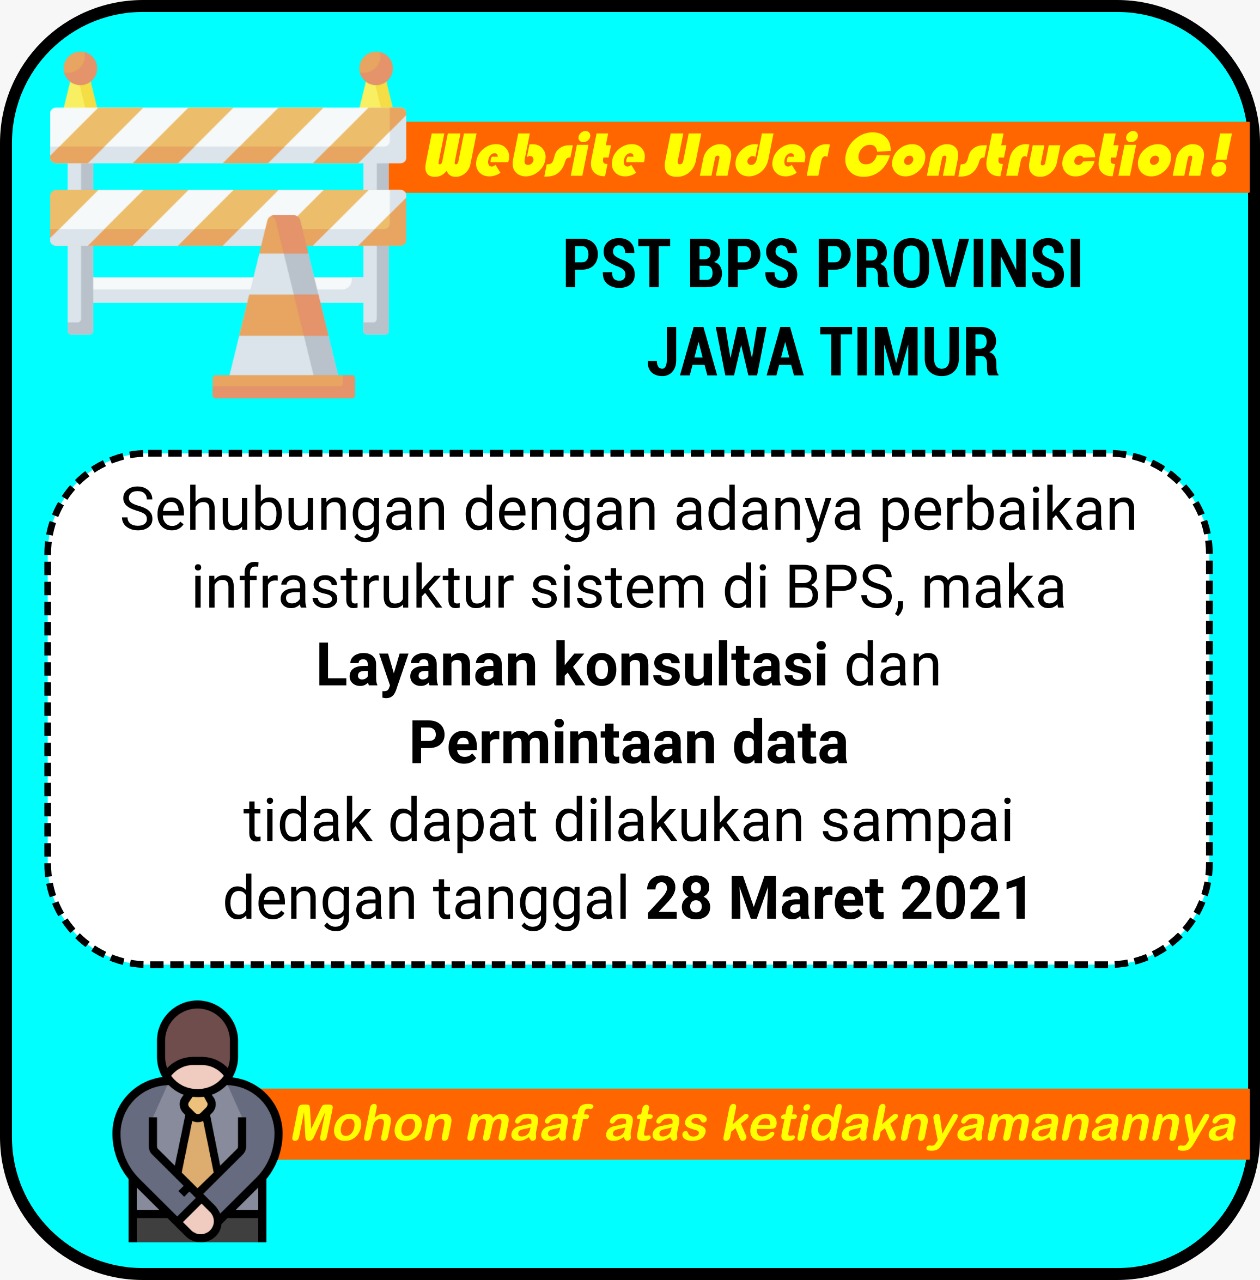 Website Under Construction!
PST BPS PROVINSI
JAWA TIMUR
Sehubungan dengan adanya perbaikan
infrastruktur sistem di BPS, maka
Layanan konsultasi dan
Permintaan data
tidak dapat dilakukan sampai
dengan tanggal 28 Maret 2021
Mohon maaf atas ketidaknyamanannya